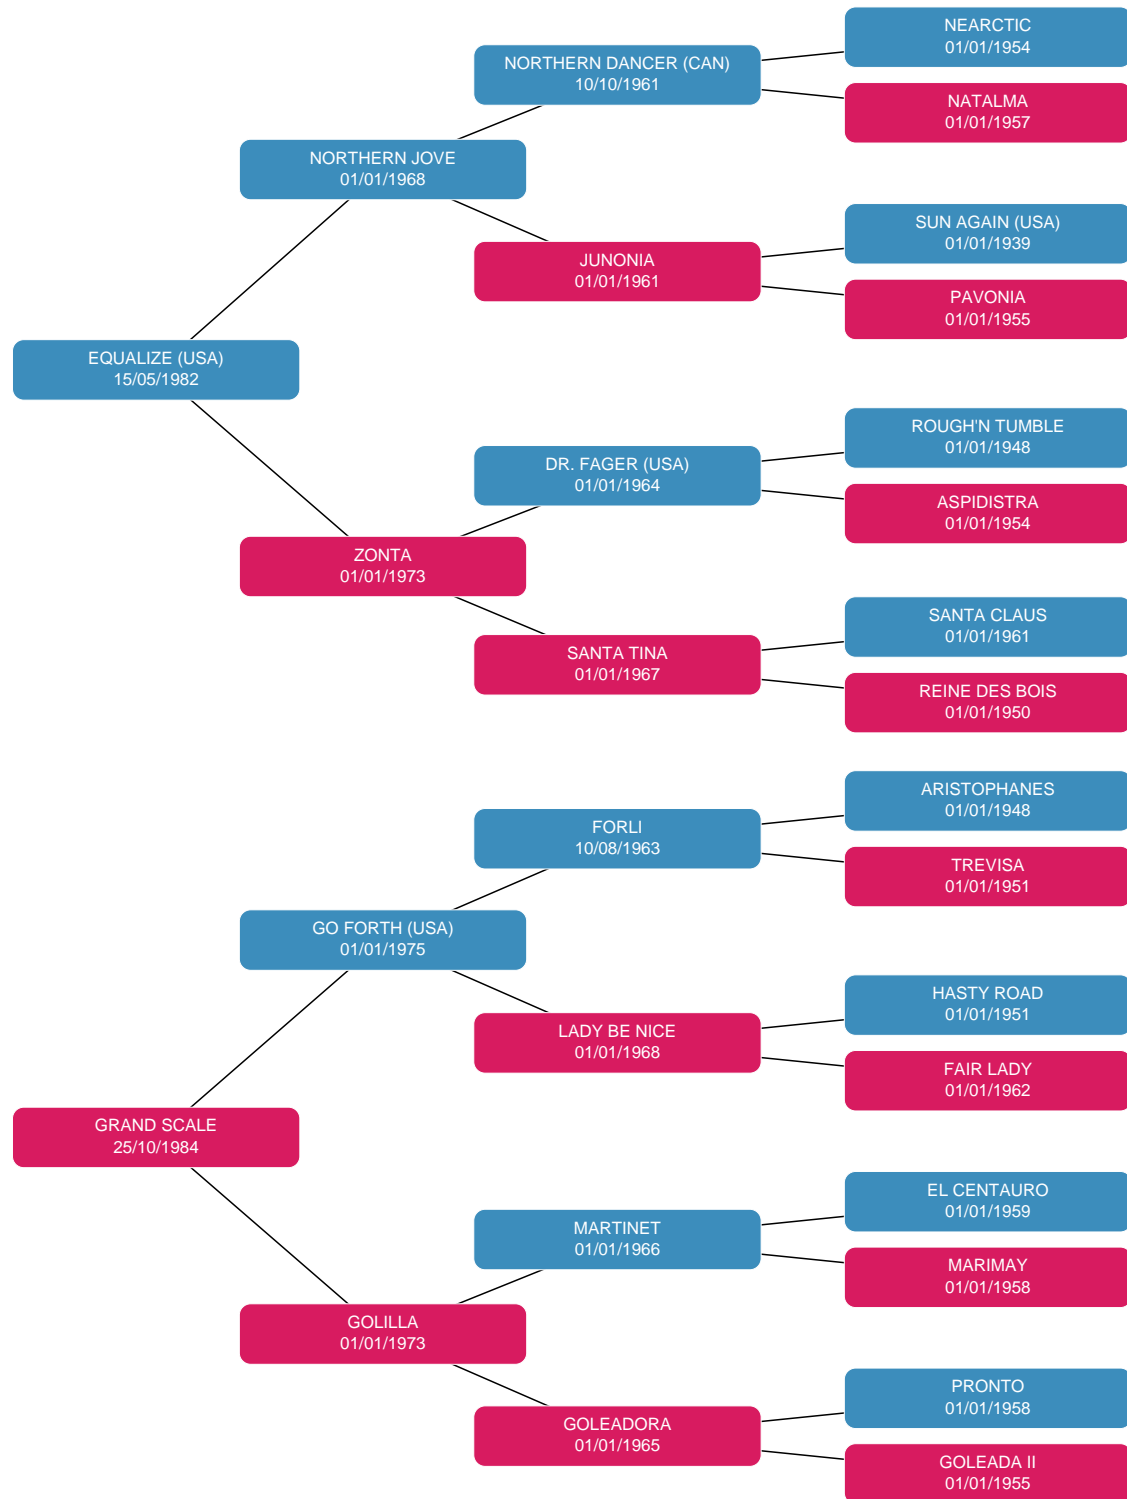 NEARCTIC
01/01/1954
NORTHERN DANCER (CAN)
10/10/1961
NATALMA
01/01/1957
NORTHERN JOVE
01/01/1968
SUN AGAIN (USA)
01/01/1939
JUNONIA
01/01/1961
PAVONIA
01/01/1955
EQUALIZE (USA)
15/05/1982
ROUGH'N TUMBLE
01/01/1948
DR. FAGER (USA)
01/01/1964
ASPIDISTRA
01/01/1954
ZONTA
01/01/1973
SANTA CLAUS
01/01/1961
SANTA TINA
01/01/1967
REINE DES BOIS
01/01/1950
ARISTOPHANES
01/01/1948
FORLI
10/08/1963
TREVISA
01/01/1951
GO FORTH (USA)
01/01/1975
HASTY ROAD
01/01/1951
LADY BE NICE
01/01/1968
FAIR LADY
01/01/1962
GRAND SCALE
25/10/1984
EL CENTAURO
01/01/1959
MARTINET
01/01/1966
MARIMAY
01/01/1958
GOLILLA
01/01/1973
PRONTO
01/01/1958
GOLEADORA
01/01/1965
GOLEADA II
01/01/1955